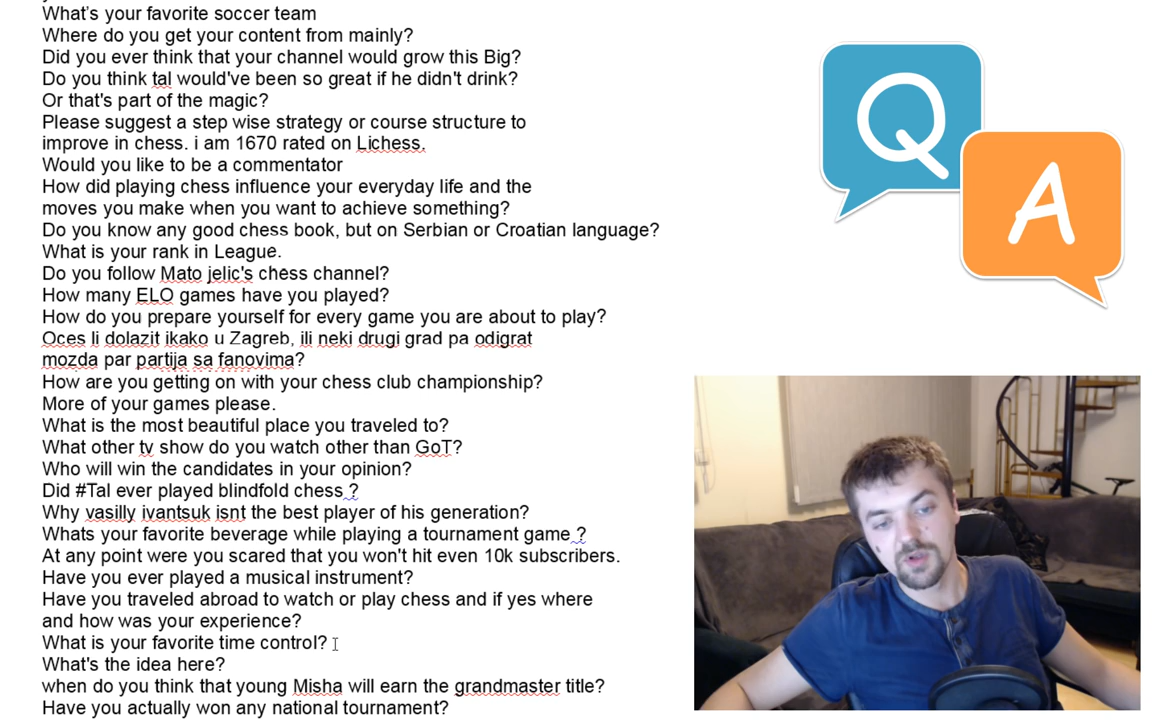 What's your favorite soccer team
Where do you get your content from mainly?
Did you ever think that your channel would grow this Big?
Do you think tal would've been so great if he didn't drink?
Or that's part of the magic?
Please suggest a step wise strategy or course structure to
improve in chess. i am 1670 rated on Lichess.
Would you like to be a commentator
How did playing chess influence your everyday life and the
moves you make when you want to achieve something?
Do you know any good chess book, but on Serbian or Croatian language?
What is your rank in League.
Do you follow Mato jelic's chess channel?
How many ELO games have you played?
How do you prepare yourself for every game you are about to play?
Oces li dolazit ikako u Zagreb, ili neki drugi grad pa odigrat
mozda par partija sa fanovima?
How are you getting on with your chess club championship?
More of your games please.
What is the most beautiful place you traveled to?
What other tv show do you watch other than GoT?
Who will win the candidates in your opinion?
Did #Tal ever played blindfold chess ?
Why vasilly ivantsuk isnt the best player of his generation?
Whats your favorite beverage while playing a tournament game ?
At any point were you scared that you won't hit even 10k subscribers.
Have you ever played a musical instrument?
Have you traveled abroad to watch or play chess and if yes where
and how was your experience?
What is your favorite time control?
What's the idea here?
when do you think that young Misha will earn the grandmaster title?
Have you actually won any national tournament?
Q
A